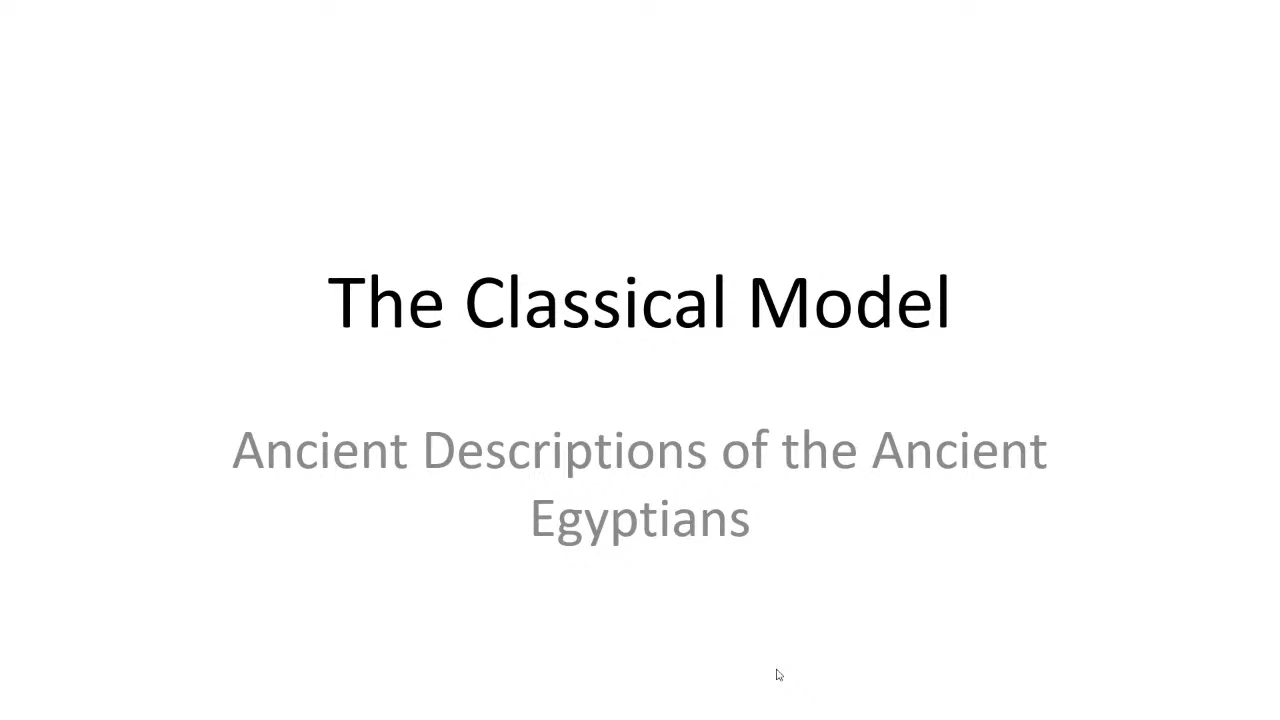 The Classical Model
Ancient Descriptions of the Ancient
Egyptians